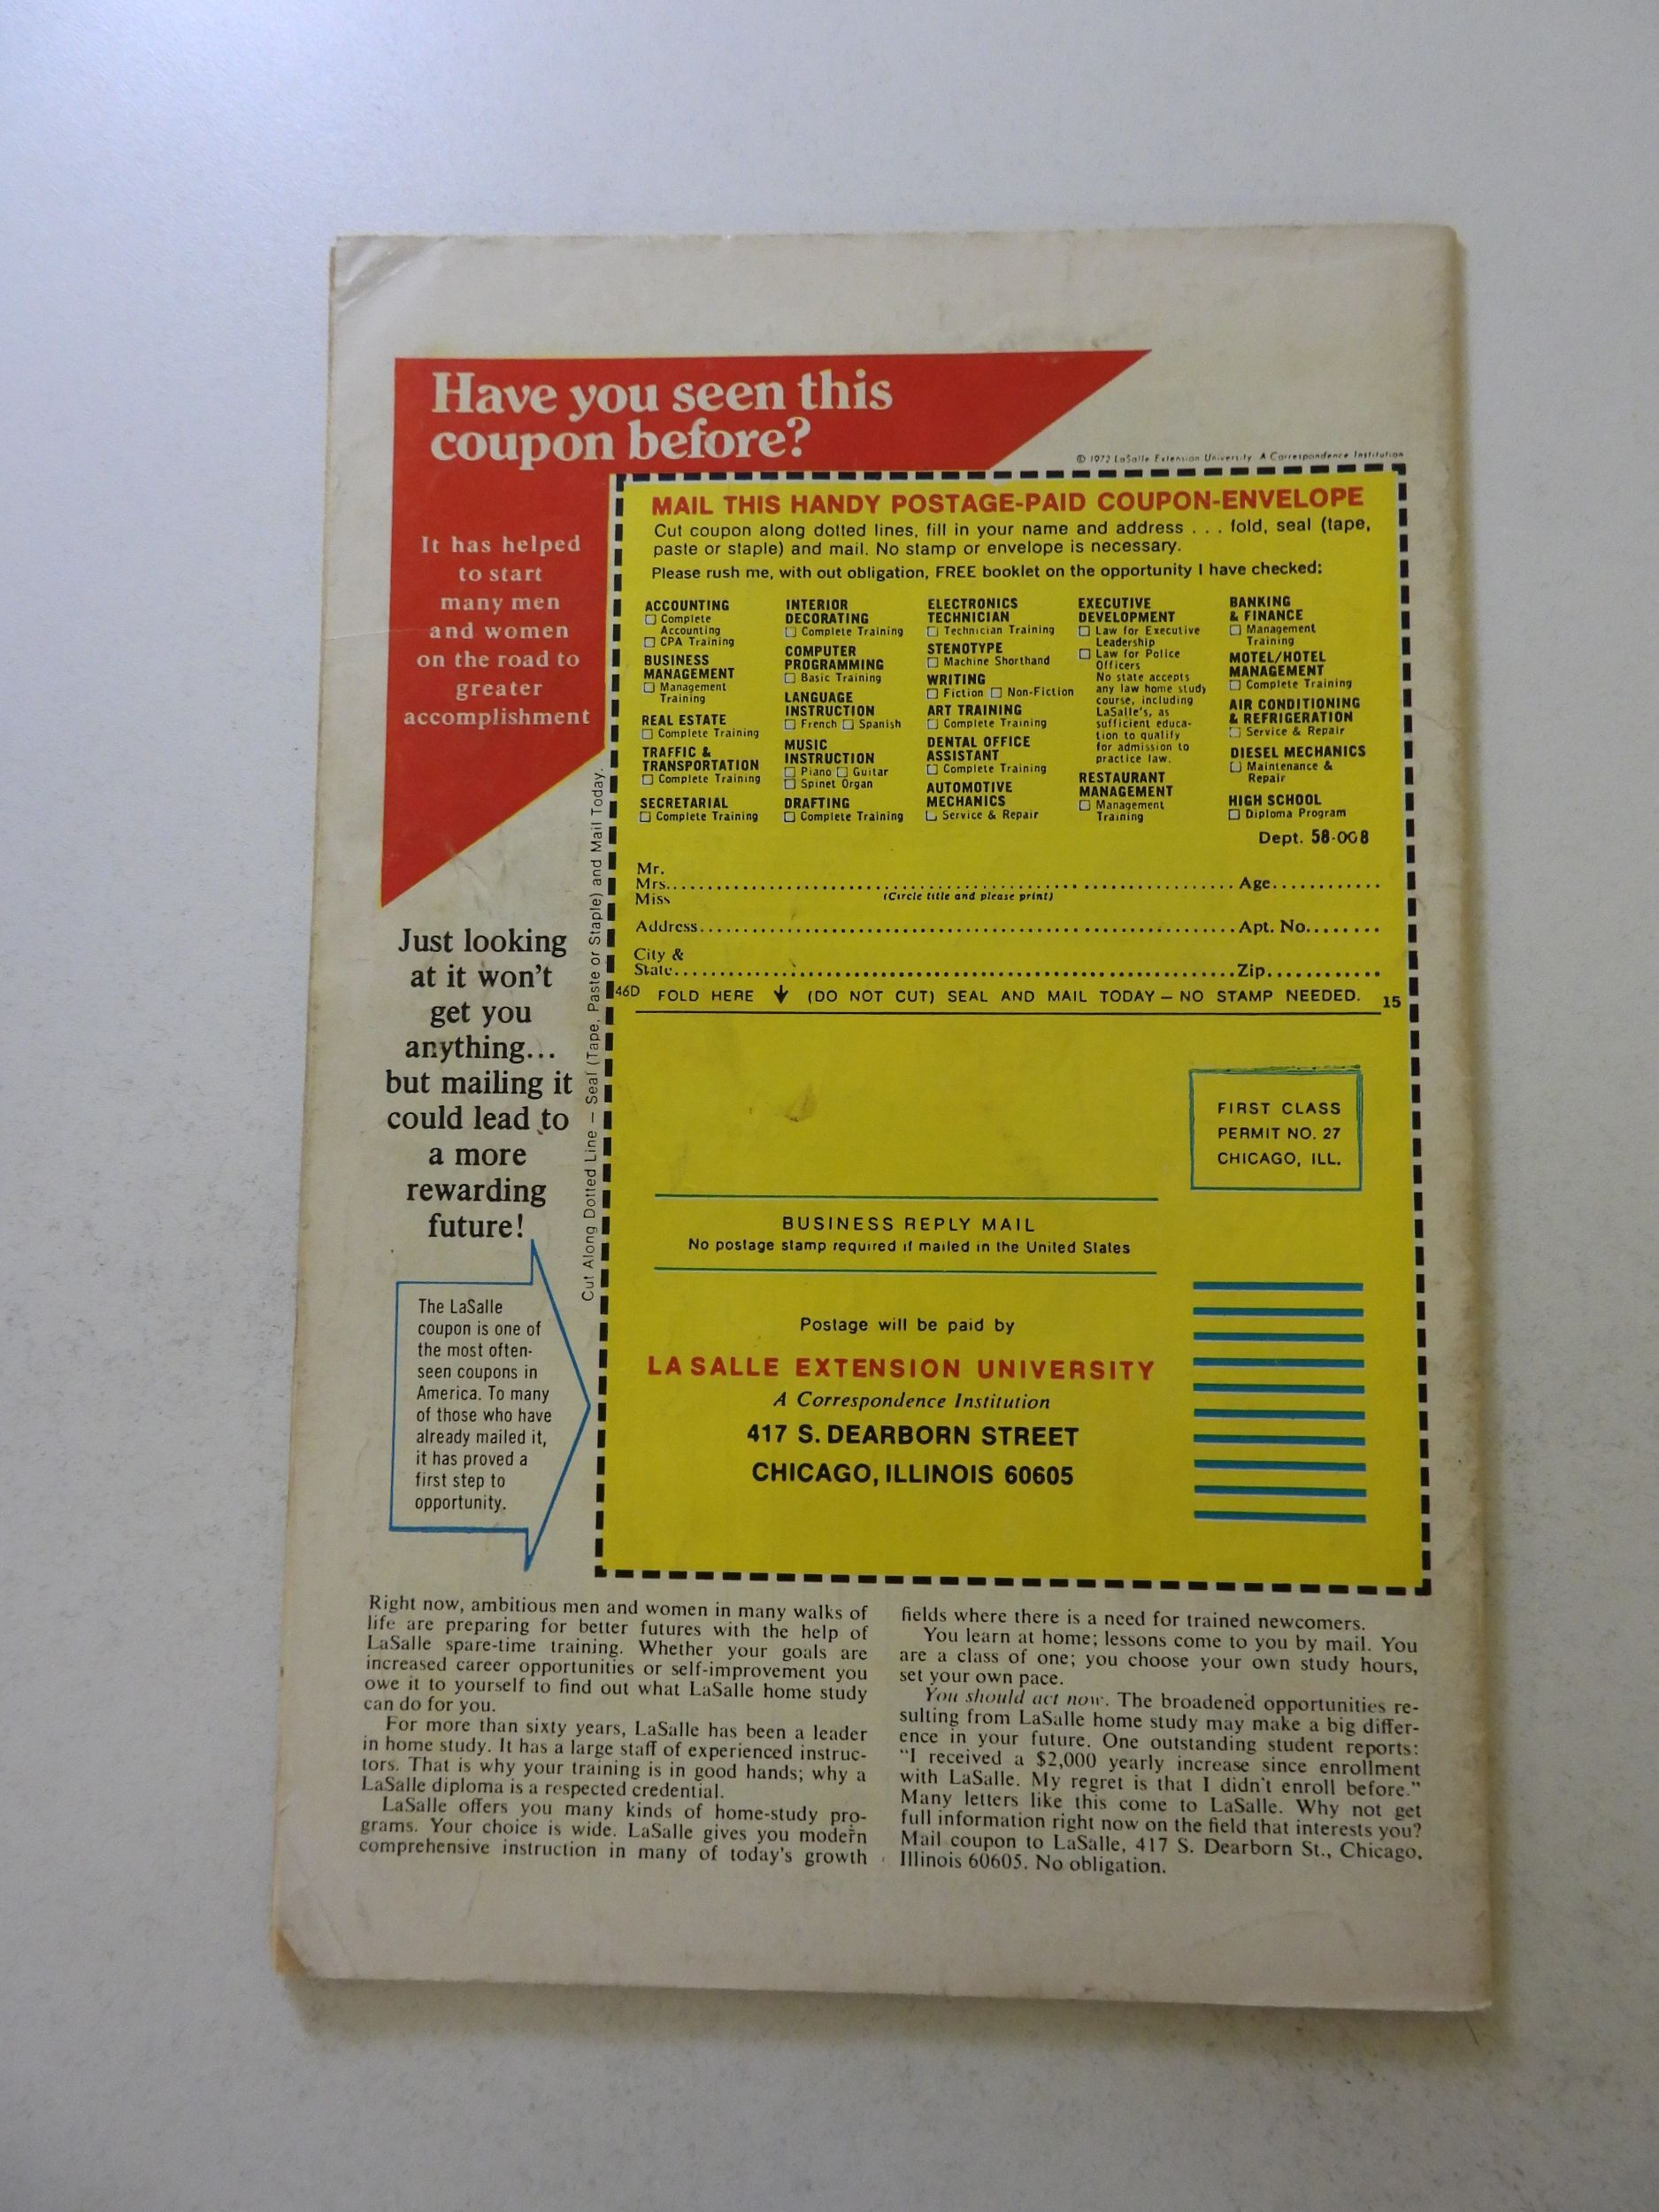 Have you seen this
coupon before?
© 1972 LaSalle Extension University A Correspondence Institution
It has helped
to start
many men
and women
on the road to
greater
accomplishment
Just looking
at it won't
get you
anything...
but mailing it
could lead to
a more
rewarding
future!
The LaSalle
coupon is one of
the most often-
seen coupons in
America. To many
of those who have
already mailed it,
it has proved a
first step to
opportunity.
Cut Along Dotted Line — Seal (Tape, Paste or Staple) and Mail Today.
MAIL THIS HANDY POSTAGE-PAID COUPON-ENVELOPE
Cut coupon along dotted lines, fill in your name and address . . . fold, seal (tape,
paste or staple) and mail. No stamp or envelope is necessary.
Please rush me, with out obligation, FREE booklet on the opportunity I have checked:
ACCOUNTING
☐ Complete
Accounting
☐ CPA Training
BUSINESS
MANAGEMENT
☐ Management
Training
REAL ESTATE
☐ Complete Training
TRAFFIC &
TRANSPORTATION
☐ Complete Training
SECRETARIAL
☐ Complete Training
INTERIOR
DECORATING
☐ Complete Training
COMPUTER
PROGRAMMING
☐ Basic Training
LANGUAGE
INSTRUCTION
☐ French ☐ Spanish
MUSIC
INSTRUCTION
☐ Piano ☐ Guitar
☐ Spinet Organ
DRAFTING
☐ Complete Training
ELECTRONICS
TECHNICIAN
☐ Technician Training
STENOTYPE
☐ Machine Shorthand
WRITING
☐ Fiction ☐ Non-Fiction
ART TRAINING
☐ Complete Training
DENTAL OFFICE
ASSISTANT
☐ Complete Training
AUTOMOTIVE
MECHANICS
☐ Service & Repair
EXECUTIVE
DEVELOPMENT
☐ Law for Executive
Leadership
☐ Law for Police
Officers
No state accepts
any law home study
course, including
LaSalle's, as
sufficient educa-
tion to qualify
for admission to
practice law.
RESTAURANT
MANAGEMENT
☐ Management
Training
BANKING
& FINANCE
☐ Management
Training
MOTEL/HOTEL
MANAGEMENT
☐ Complete Training
AIR CONDITIONING
& REFRIGERATION
☐ Service & Repair
DIESEL MECHANICS
☐ Maintenance &
Repair
HIGH SCHOOL
☐ Diploma Program
Dept. 58-008
Mr.
Mrs. Age
Miss (Circle title and please print)
Address Apt. No.
City &
State Zip
46D FOLD HERE ↓ (DO NOT CUT) SEAL AND MAIL TODAY — NO STAMP NEEDED. 15
FIRST CLASS
PERMIT NO. 27
CHICAGO, ILL.
BUSINESS REPLY MAIL
No postage stamp required if mailed in the United States
Postage will be paid by
LA SALLE EXTENSION UNIVERSITY
A Correspondence Institution
417 S. DEARBORN STREET
CHICAGO, ILLINOIS 60605
Right now, ambitious men and women in many walks of
life are preparing for better futures with the help of
LaSalle spare-time training. Whether your goals are
increased career opportunities or self-improvement you
owe it to yourself to find out what LaSalle home study
can do for you.
For more than sixty years, LaSalle has been a leader
in home study. It has a large staff of experienced instruc-
tors. That is why your training is in good hands; why a
LaSalle diploma is a respected credential.
LaSalle offers you many kinds of home-study pro-
grams. Your choice is wide. LaSalle gives you modern
comprehensive instruction in many of today's growth
fields where there is a need for trained newcomers.
You learn at home; lessons come to you by mail. You
are a class of one; you choose your own study hours,
set your own pace.
You should act now. The broadened opportunities re-
sulting from LaSalle home study may make a big differ-
ence in your future. One outstanding student reports:
"I received a $2,000 yearly increase since enrollment
with LaSalle. My regret is that I didn't enroll before."
Many letters like this come to LaSalle. Why not get
full information right now on the field that interests you?
Mail coupon to LaSalle, 417 S. Dearborn St., Chicago,
Illinois 60605. No obligation.